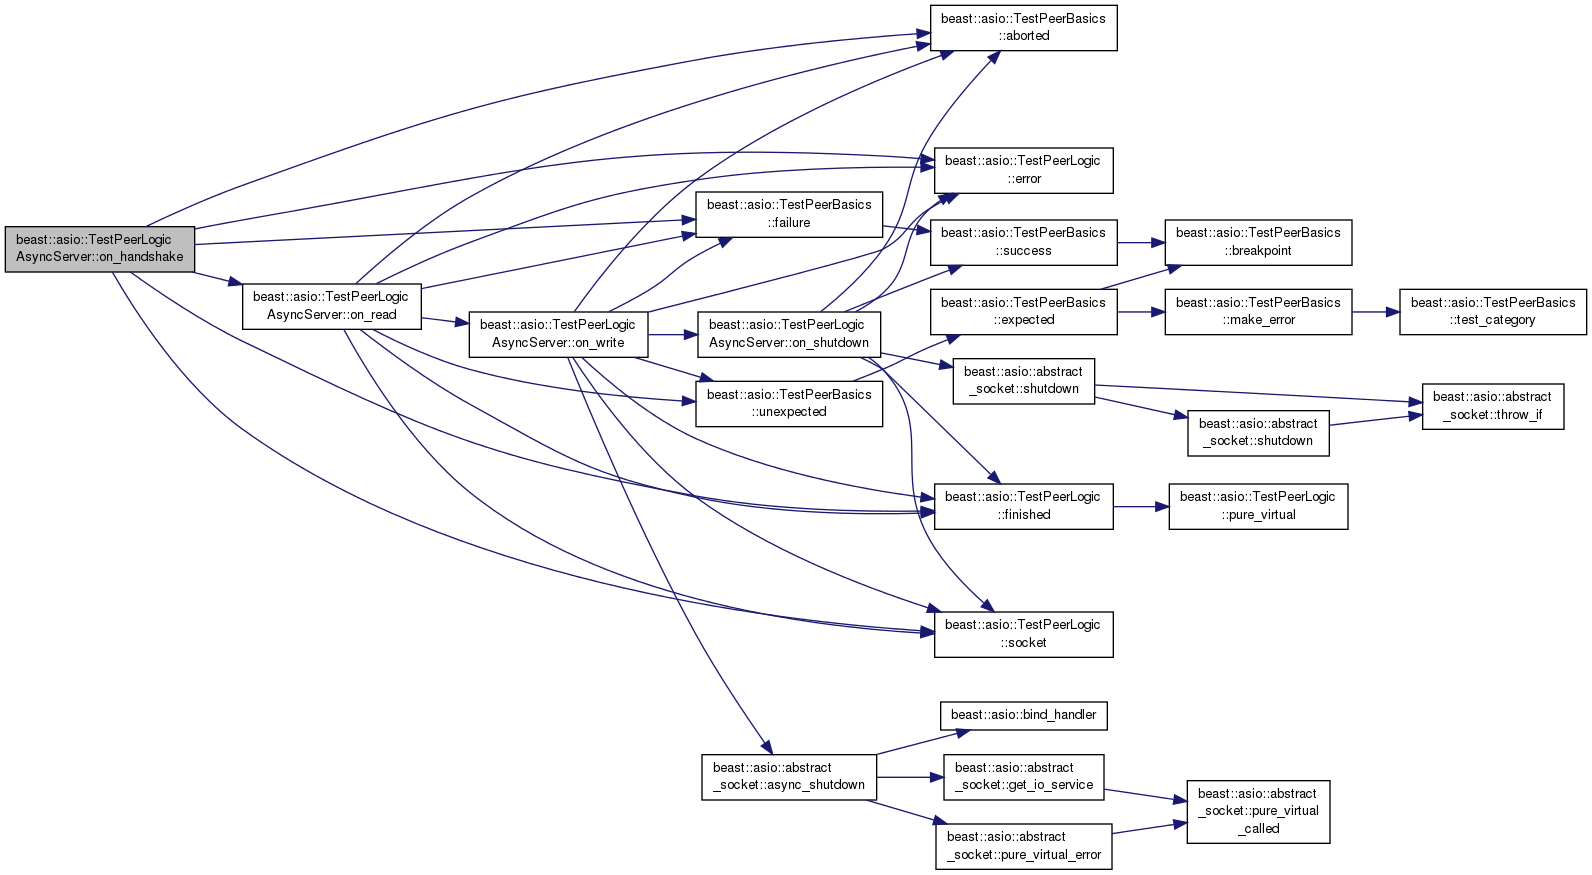 beast::asio::TestPeerBasics
::aborted
beast::asio::TestPeerLogic
::error
beast::asio::TestPeerBasics
::failure
beast::asio::TestPeerBasics
::success
beast::asio::TestPeerBasics
::breakpoint
beast::asio::TestPeerLogic
AsyncServer::on_handshake
beast::asio::TestPeerLogic
AsyncServer::on_read
beast::asio::TestPeerBasics
::expected
beast::asio::TestPeerBasics
::make_error
beast::asio::TestPeerBasics
::test_category
beast::asio::TestPeerLogic
AsyncServer::on_write
beast::asio::TestPeerLogic
AsyncServer::on_shutdown
beast::asio::abstract
_socket::shutdown
beast::asio::TestPeerBasics
::unexpected
beast::asio::abstract
_socket::throw_if
beast::asio::abstract
_socket::shutdown
beast::asio::TestPeerLogic
::finished
beast::asio::TestPeerLogic
::pure_virtual
beast::asio::TestPeerLogic
::socket
beast::asio::bind_handler
beast::asio::abstract
_socket::async_shutdown
beast::asio::abstract
_socket::get_io_service
beast::asio::abstract
_socket::pure_virtual
_called
beast::asio::abstract
_socket::pure_virtual_error